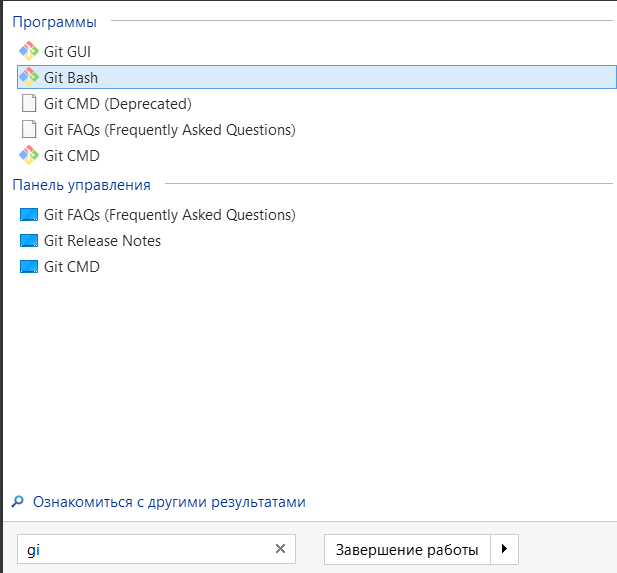 Программы
Git GUI
Git Bash
Git CMD (Deprecated)
Git FAQs (Frequently Asked Questions)
Git CMD
Панель управления
Git FAQs (Frequently Asked Questions)
Git Release Notes
Git CMD
Ознакомиться с другими результатами
gi
Завершение работы